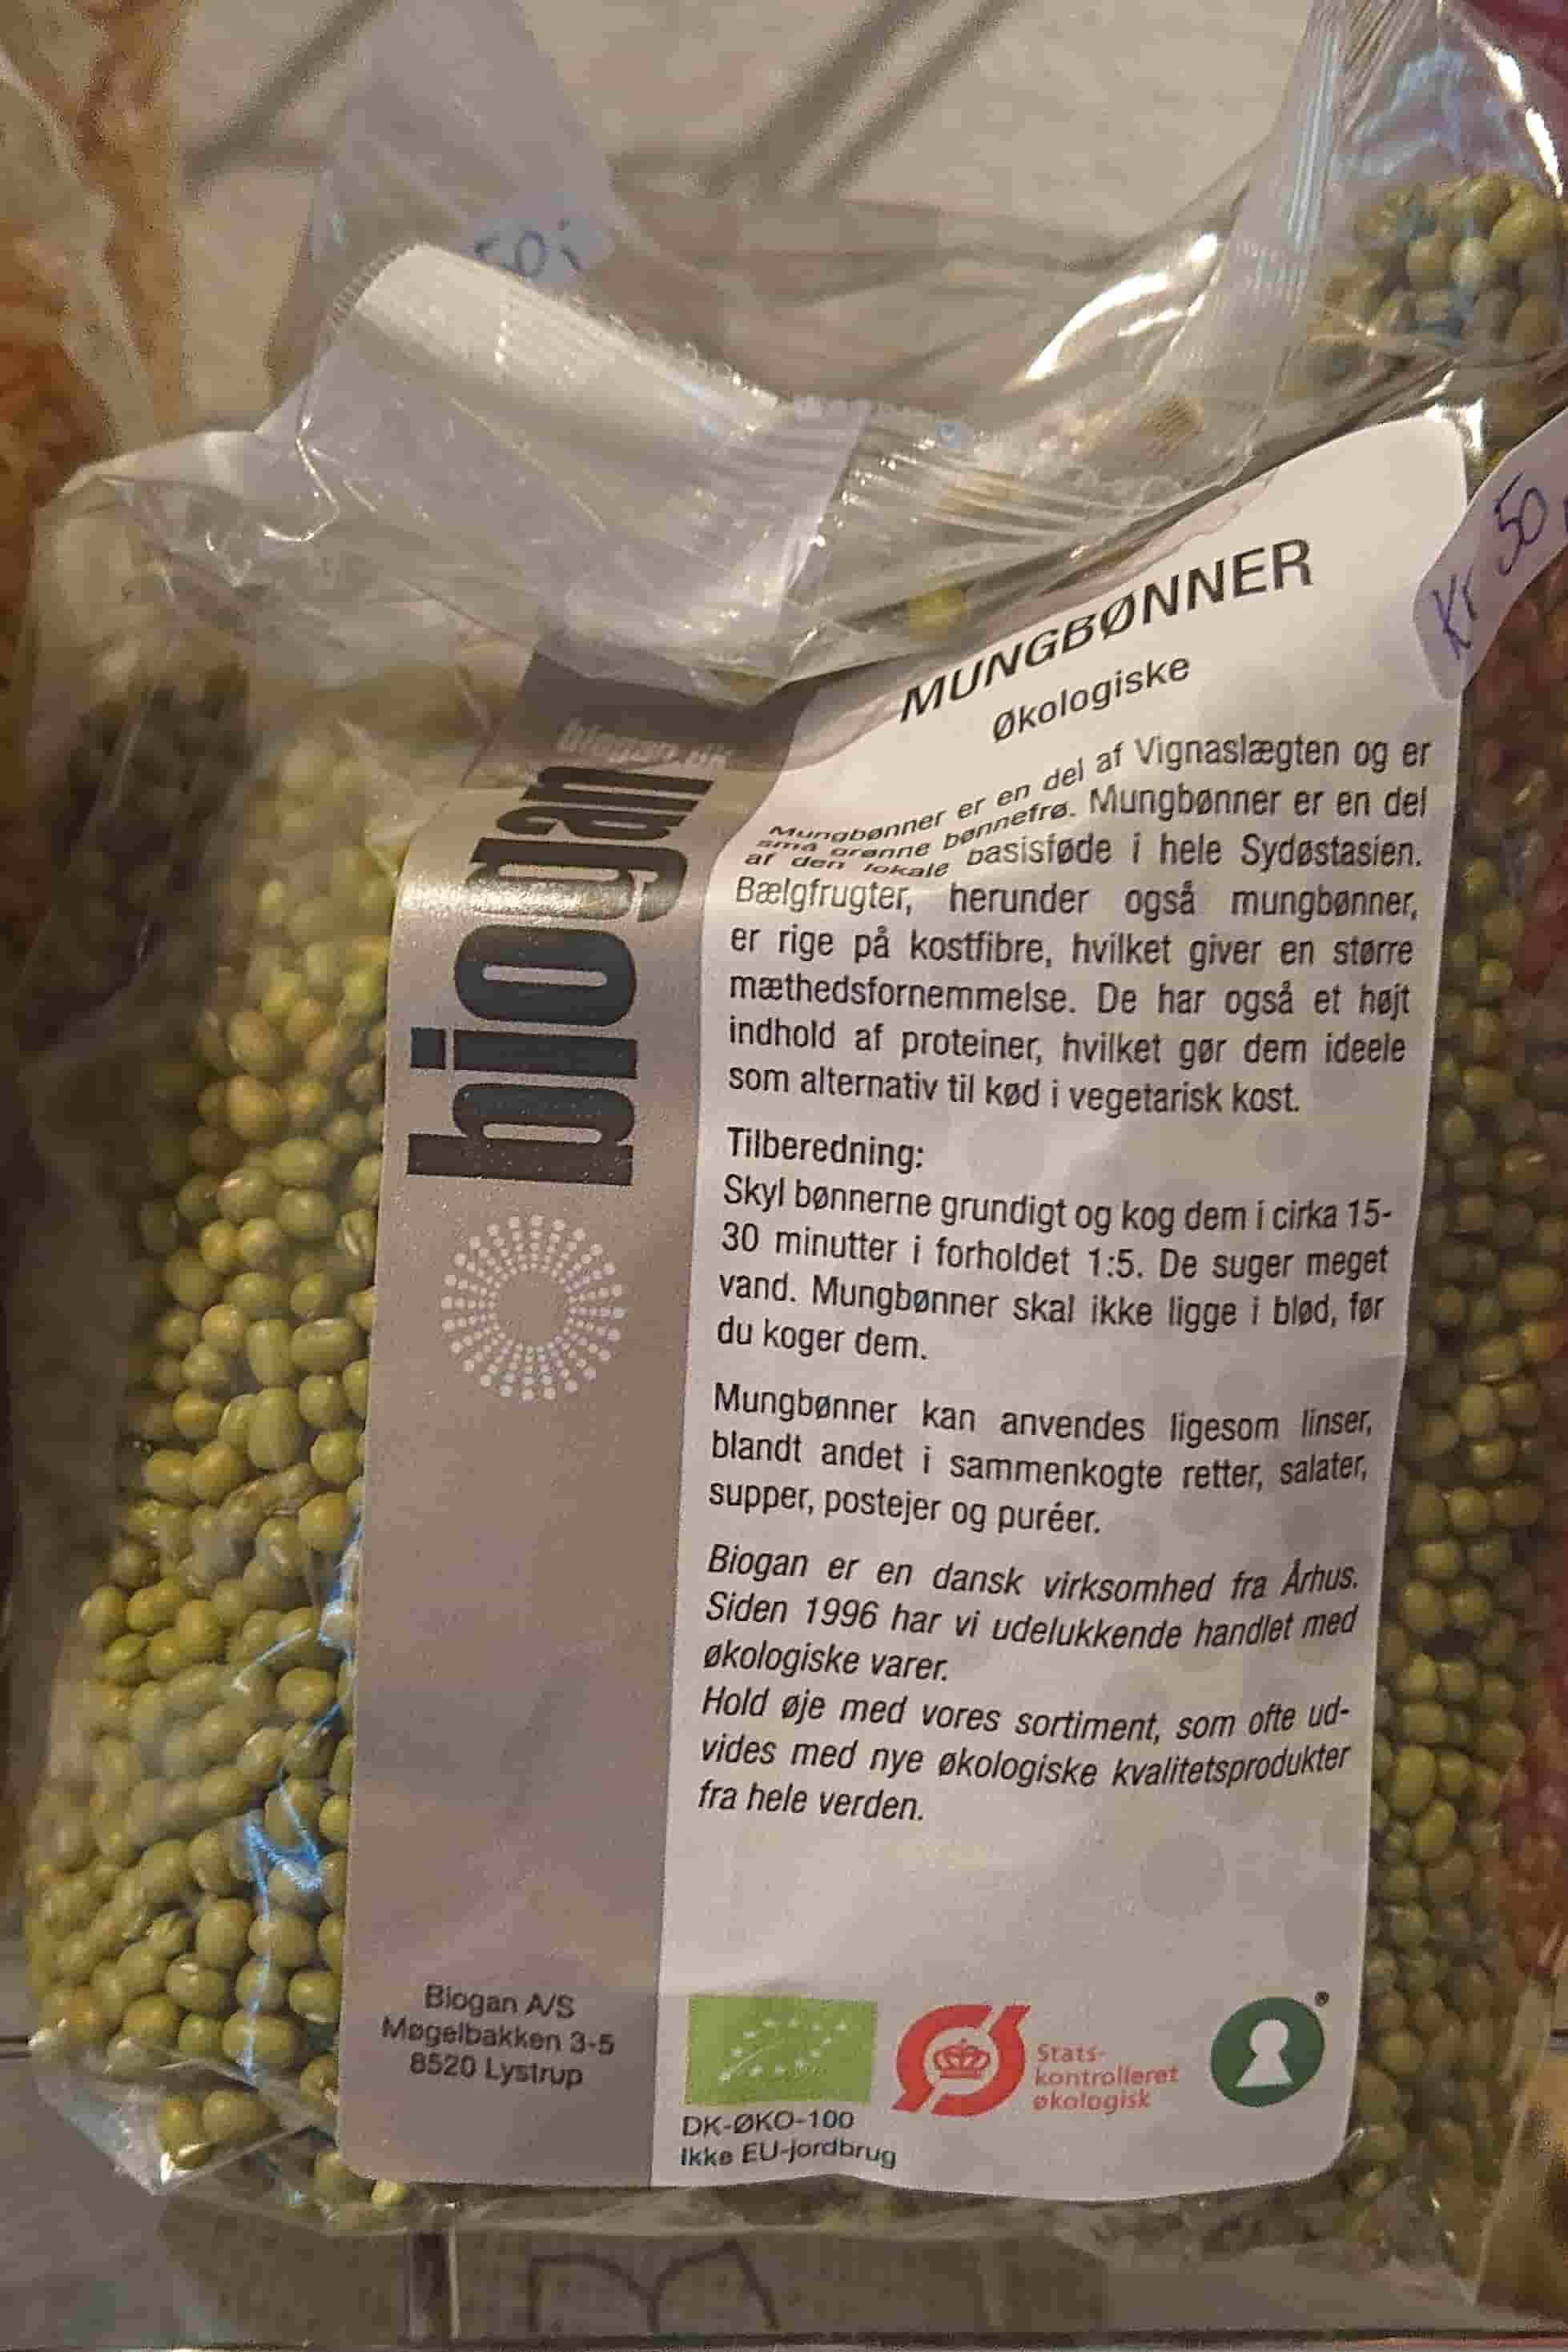 50,-
Kr 50,
MUNGBØNNER
Økologiske
Mungbønner er en del af Vignaslægten og er
små grønne bønnefrø. Mungbønner er en del
af den lokale basisføde i hele Sydøstasien.
Bælgfrugter, herunder også mungbønner,
er rige på kostfibre, hvilket giver en større
mæthedsfornemmelse. De har også et højt
indhold af proteiner, hvilket gør dem ideele
som alternativ til kød i vegetarisk kost.
Tilberedning:
Skyl bønnerne grundigt og kog dem i cirka 15-
30 minutter i forholdet 1:5. De suger meget
vand. Mungbønner skal ikke ligge i blød, før
du koger dem.
Mungbønner kan anvendes ligesom linser,
blandt andet i sammenkogte retter, salater,
supper, postejer og puréer.
Biogan er en dansk virksomhed fra Århus.
Siden 1996 har vi udelukkende handlet med
økologiske varer.
Hold øje med vores sortiment, som ofte ud-
vides med nye økologiske kvalitetsprodukter
fra hele verden.
biogan
biogan.dk
Biogan A/S
Møgelbakken 3-5
8520 Lystrup
DK-ØKO-100
Ikke EU-jordbrug
Stats-
kontrolleret
økologisk
®